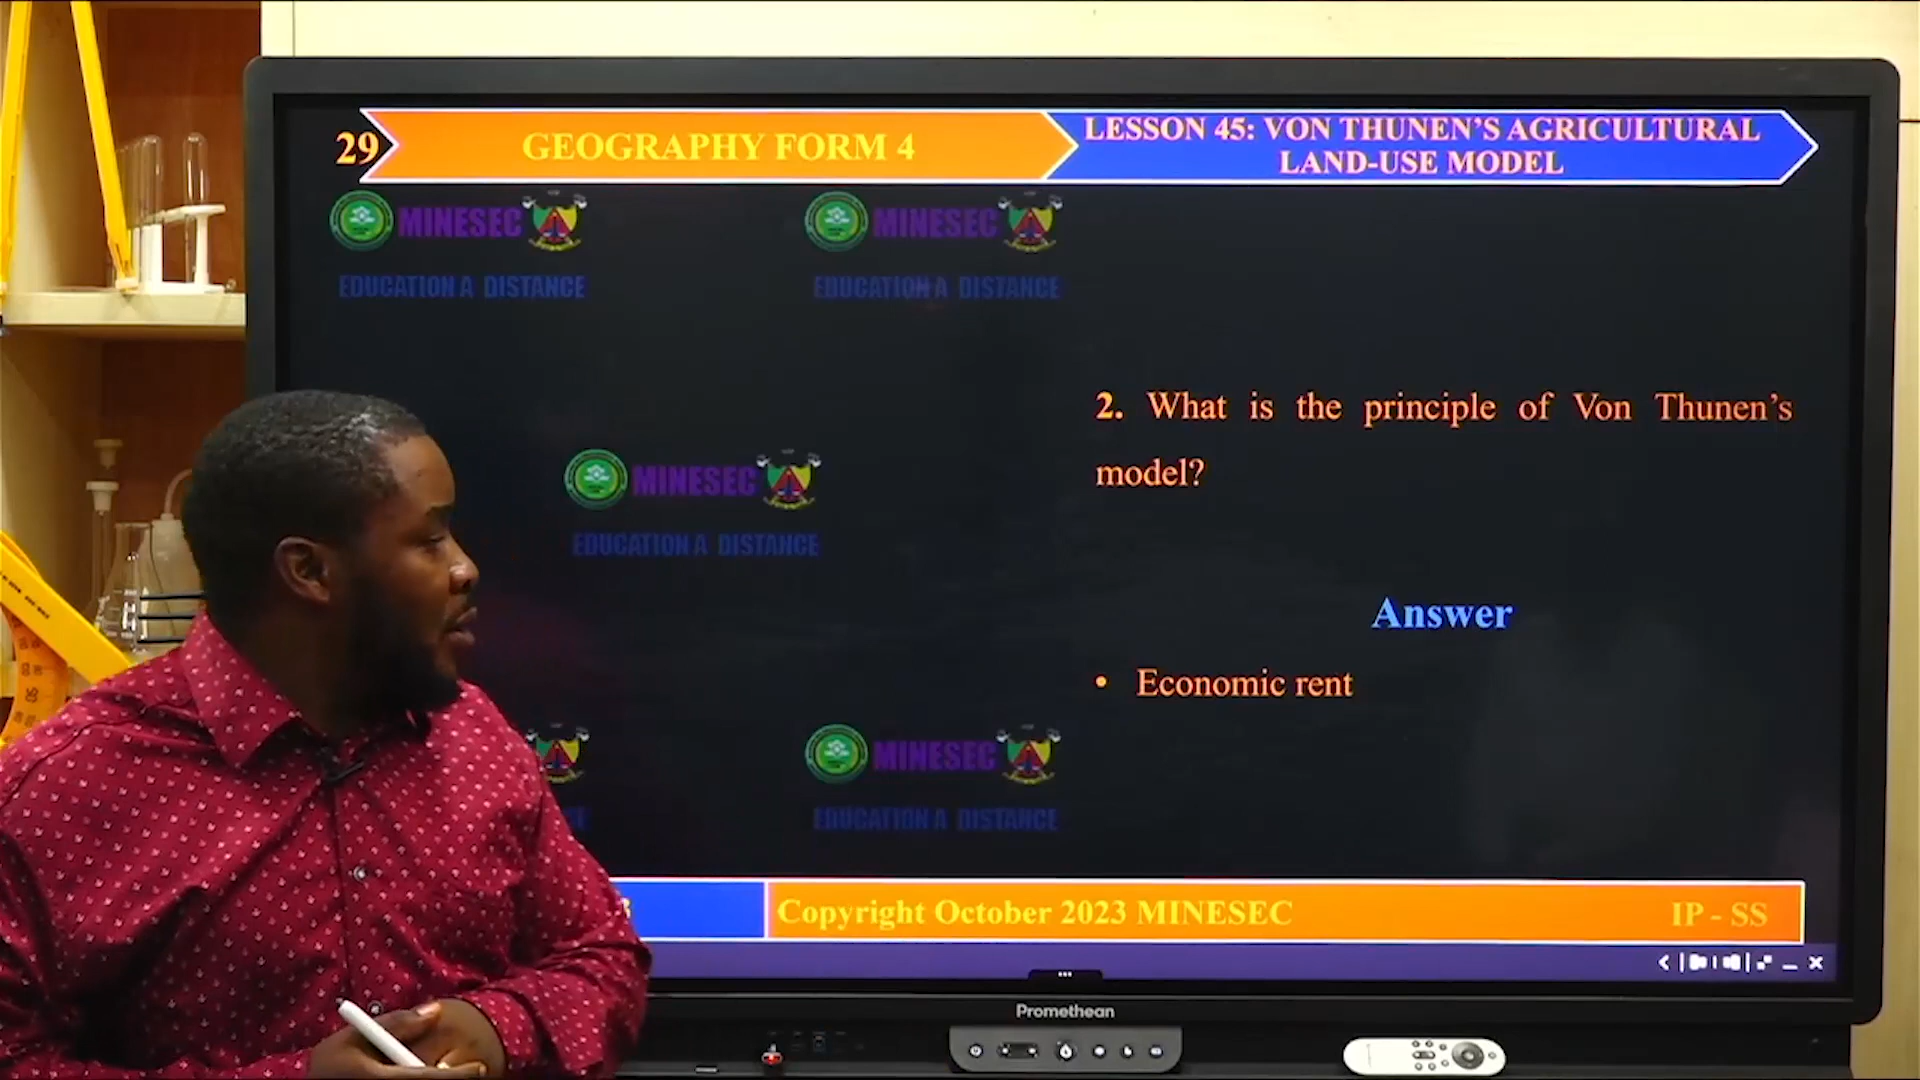 29
GEOGRAPHY FORM 4
LESSON 45: VON THUNEN'S AGRICULTURAL
LAND-USE MODEL
MINESEC
EDUCATION A DISTANCE
MINESEC
EDUCATION A DISTANCE
2. What is the principle of Von Thunen's
model?
MINESEC
EDUCATION A DISTANCE
Answer
• Economic rent
MINESEC
EDUCATION A DISTANCE
Copyright October 2023 MINESEC
IP - SS
Promethean